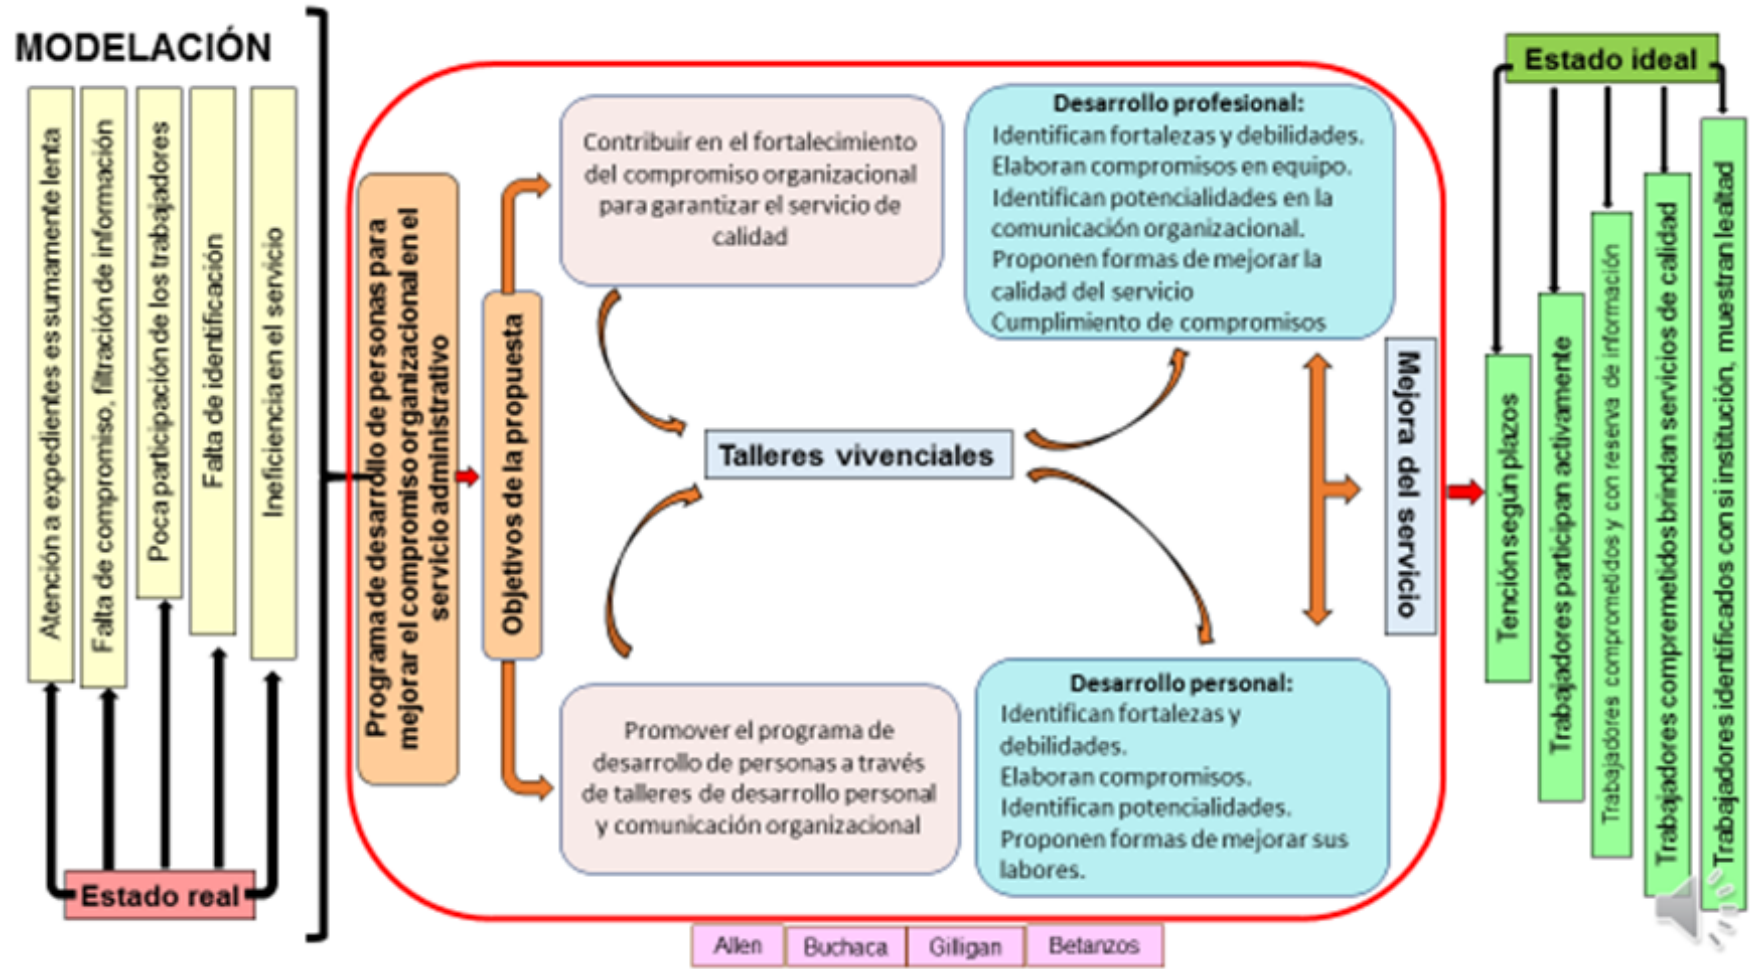 MODELACIÓN
Atención a expedientes es sumamente lenta
Falta de compromiso, filtración de información
Poca participación de los trabajadores
Falta de identificación
Ineficiencia en el servicio
Estado real
Programa de desarrollo de personas para
mejorar el compromiso organizacional en el
servicio administrativo
Objetivos de la propuesta
Contribuir en el fortalecimiento
del compromiso organizacional
para garantizar el servicio de
calidad
Promover el programa de
desarrollo de personas a través
de talleres de desarrollo personal
y comunicación organizacional
Talleres vivenciales
Desarrollo profesional:
Identifican fortalezas y debilidades.
Elaboran compromisos en equipo.
Identifican potencialidades en la
comunicación organizacional.
Proponen formas de mejorar la
calidad del servicio
Cumplimiento de compromisos
Desarrollo personal:
Identifican fortalezas y
debilidades.
Elaboran compromisos.
Identifican potencialidades.
Proponen formas de mejorar sus
labores.
Mejora del servicio
Estado ideal
Tención según plazos
Trabajadores participan activamente
Trabajadores comprometidos y con reserva de información
Trabajadores compremetidos brindan servicios de calidad
Trabajadores identificados con si institución, muestran lealtad
Allen
Buchaca
Gilligan
Betanzos